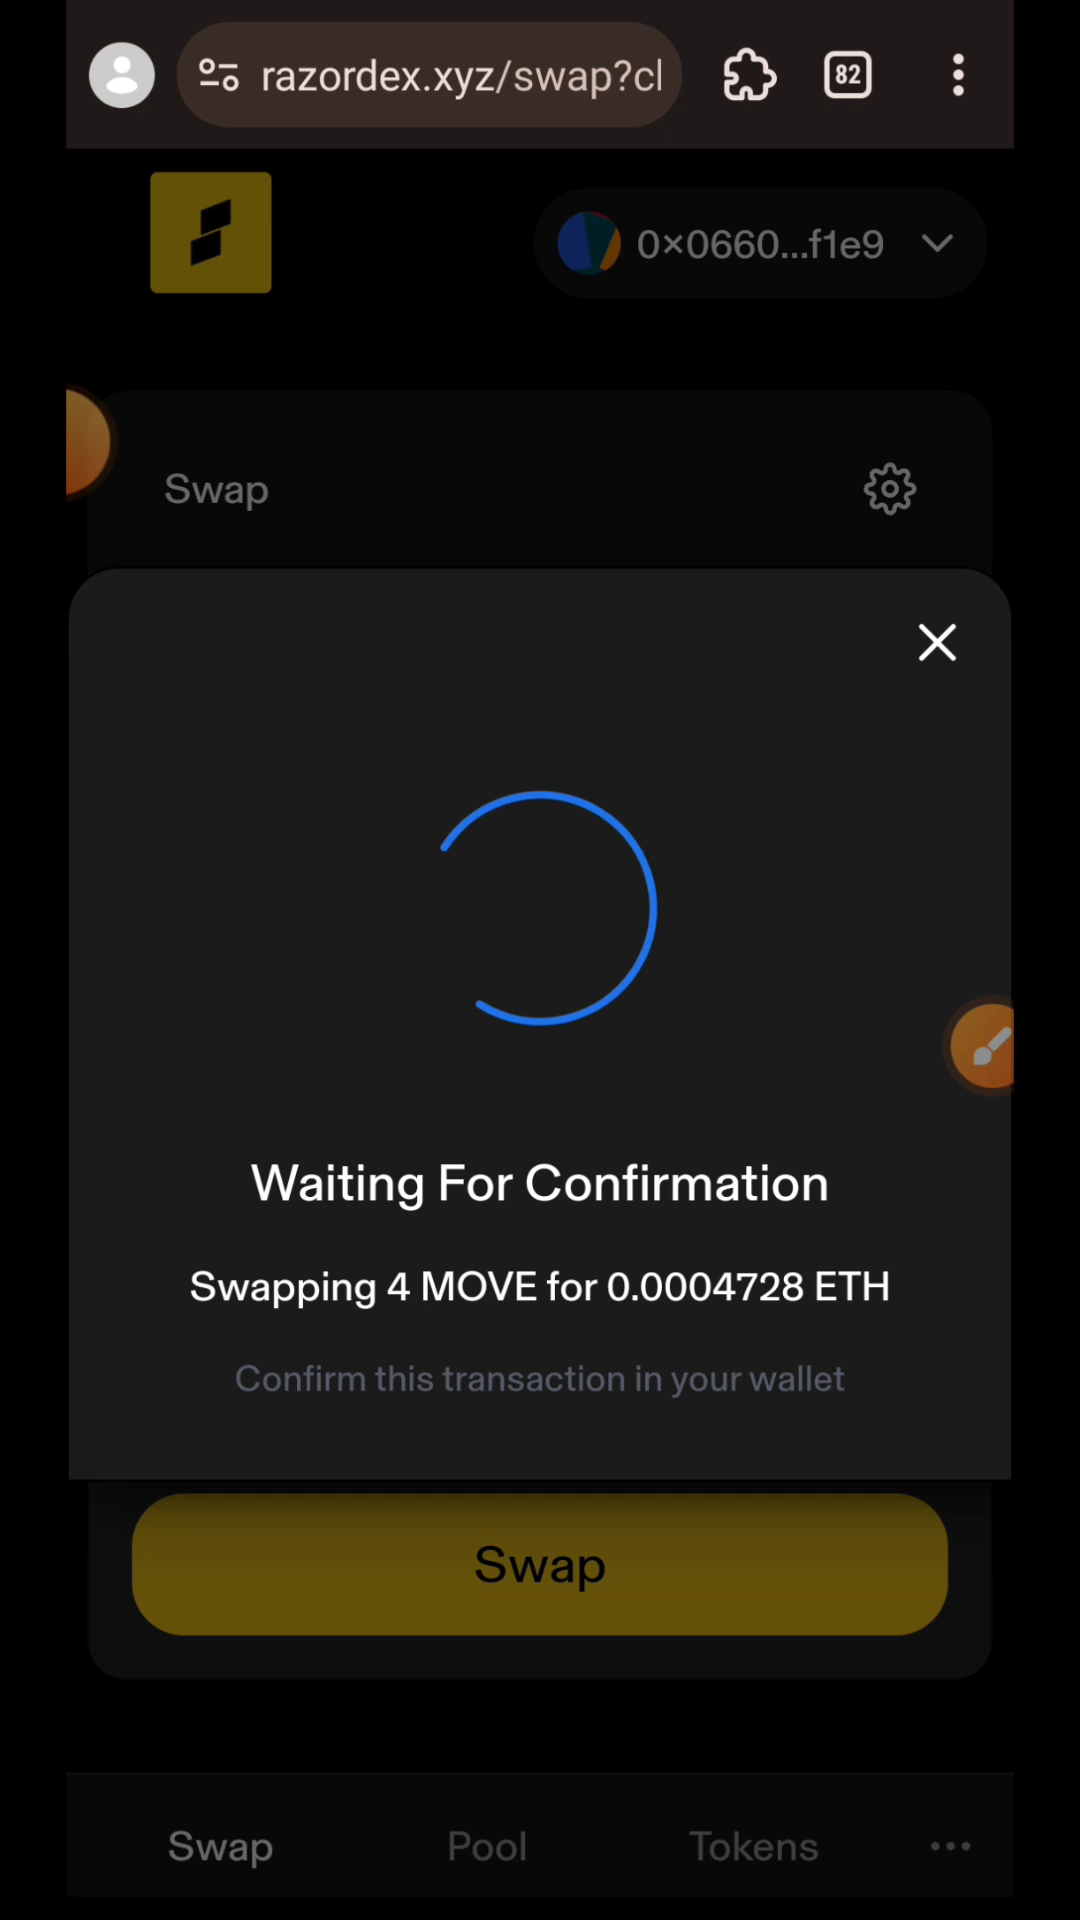 razordex.xyz/swap?cl
82
0×0660...f1e9
Swap
Waiting For Confirmation
Swapping 4 MOVE for 0.0004728 ETH
Confirm this transaction in your wallet
Swap
Swap
Pool
Tokens